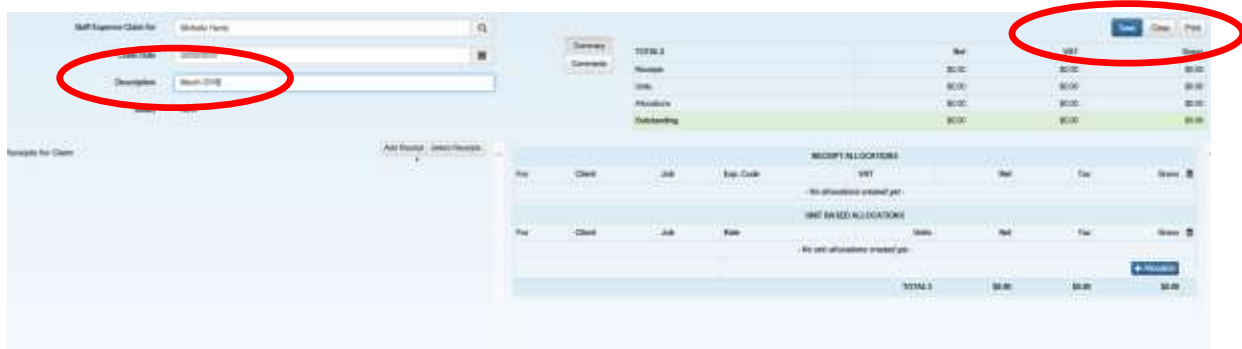 Staff Expense Claim for
Claim Date
Description
Receipts for Claim
Add Receipt Select Receipts
Summary
Comments
Save Close Print
TOTALS Net VAT Gross
Receipts $0.00 $0.00 $0.00
Units $0.00 $0.00 $0.00
Allocations $0.00 $0.00 $0.00
Outstanding $0.00 $0.00 $0.00
RECEIPT ALLOCATIONS
For Client Job Exp. Code VAT Net Tax Gross
- No allocations created yet -
UNIT BASED ALLOCATIONS
For Client Job Rate Units Net Tax Gross
- No unit allocations created yet -
+ Allocation
TOTALS $0.00 $0.00 $0.00